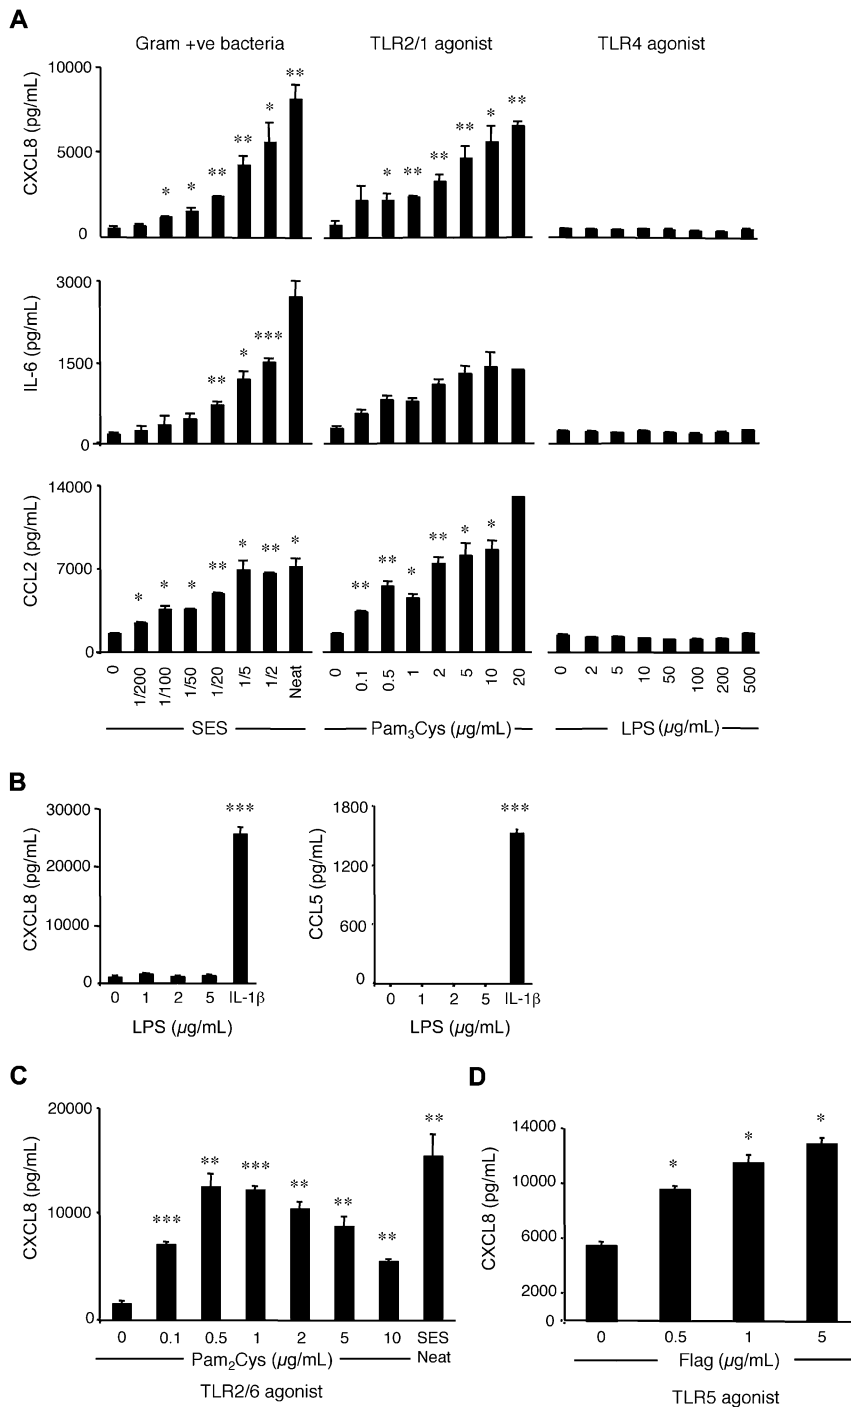 A
Gram +ve bacteria TLR2/1 agonist TLR4 agonist
CXCL8 (pg/mL)
10000
5000
0
* * ** ** * **
* ** ** ** * **
IL-6 (pg/mL)
3000
1500
0
** * ***
CCL2 (pg/mL)
14000
7000
0
* * * ** * ** *
** ** * ** * *
0 1/200 1/100 1/50 1/20 1/5 1/2 Neat
0 0.1 0.5 1 2 5 10 20
0 2 5 10 50 100 200 500
SES Pam3Cys (µg/mL) LPS (µg/mL)
B
CXCL8 (pg/mL)
30000
20000
10000
0
***
0 1 2 5 IL-1β
LPS (µg/mL)
CCL5 (pg/mL)
1800
1200
600
0
***
0 1 2 5 IL-1β
LPS (µg/mL)
C
CXCL8 (pg/mL)
20000
10000
0
*** ** *** ** ** ** **
0 0.1 0.5 1 2 5 10 SES
Pam2Cys (µg/mL) Neat
TLR2/6 agonist
D
CXCL8 (pg/mL)
14000
10000
6000
2000
0
* * *
0 0.5 1 5
Flag (µg/mL)
TLR5 agonist